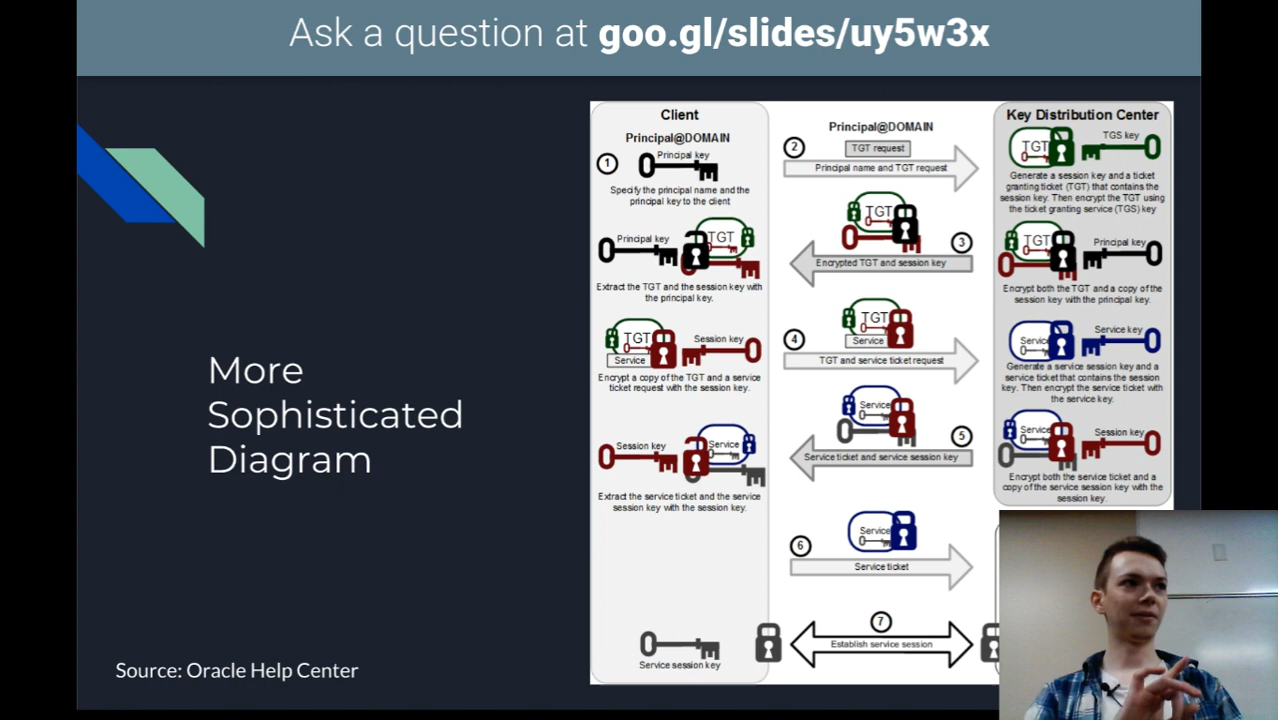 Ask a question at goo.gl/slides/uy5w3x
More
Sophisticated
Diagram
Source: Oracle Help Center
Client
Principal@DOMAIN
1
Principal key
Specify the principal name and the
principal key to the client
Principal key
TGT
Extract the TGT and the session key with
the principal key.
TGT
Service
Session key
Encrypt a copy of the TGT and a service
ticket request with the session key.
Session key
Service
Extract the service ticket and the service
session key with the session key.
Service session key
Principal@DOMAIN
2
TGT request
Principal name and TGT request
TGT
3
Encrypted TGT and session key
TGT
Service
4
TGT and service ticket request
Service
5
Service ticket and service session key
Service
6
Service ticket
7
Establish service session
Key Distribution Center
TGT
TGS key
Generate a session key and a ticket
granting ticket (TGT) that contains the
session key. Then encrypt the TGT using
the ticket granting service (TGS) key
TGT
Principal key
Encrypt both the TGT and a copy of the
session key with the principal key.
Service
Service key
Generate a service session key and a
service ticket that contains the session
key. Then encrypt the service ticket with
the service key.
Service
Session key
Encrypt both the service ticket and a
copy of the service session key with the
session key.